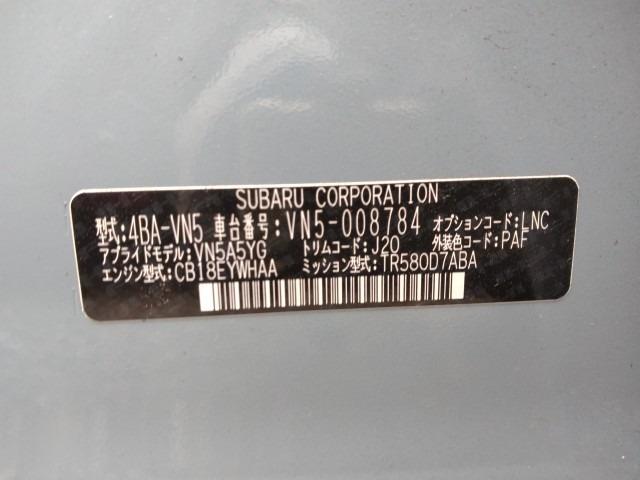 SUBARU CORPORATION
型式:4BA-VN5 車台番号:VN5-008784 オプションコード:LNC
アプライドモデル:VN5A5YG トリムコード:J20 外装色コード:PAF
エンジン型式:CB18EYWHAA ミッション型式:TR580D7ABA